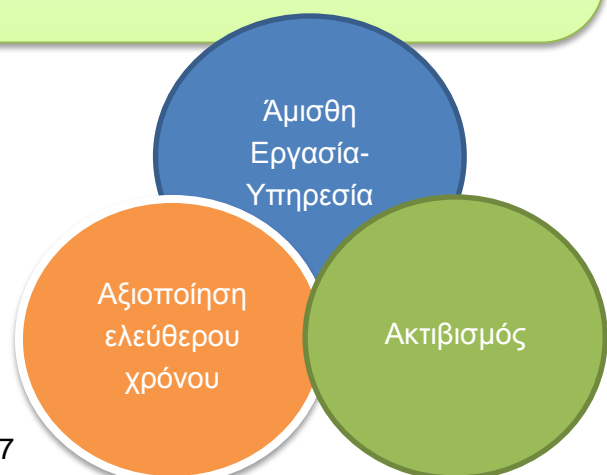 Άμισθη
Εργασία-
Υπηρεσία
Αξιοποίηση
ελεύθερου
χρόνου
Ακτιβισμός
7